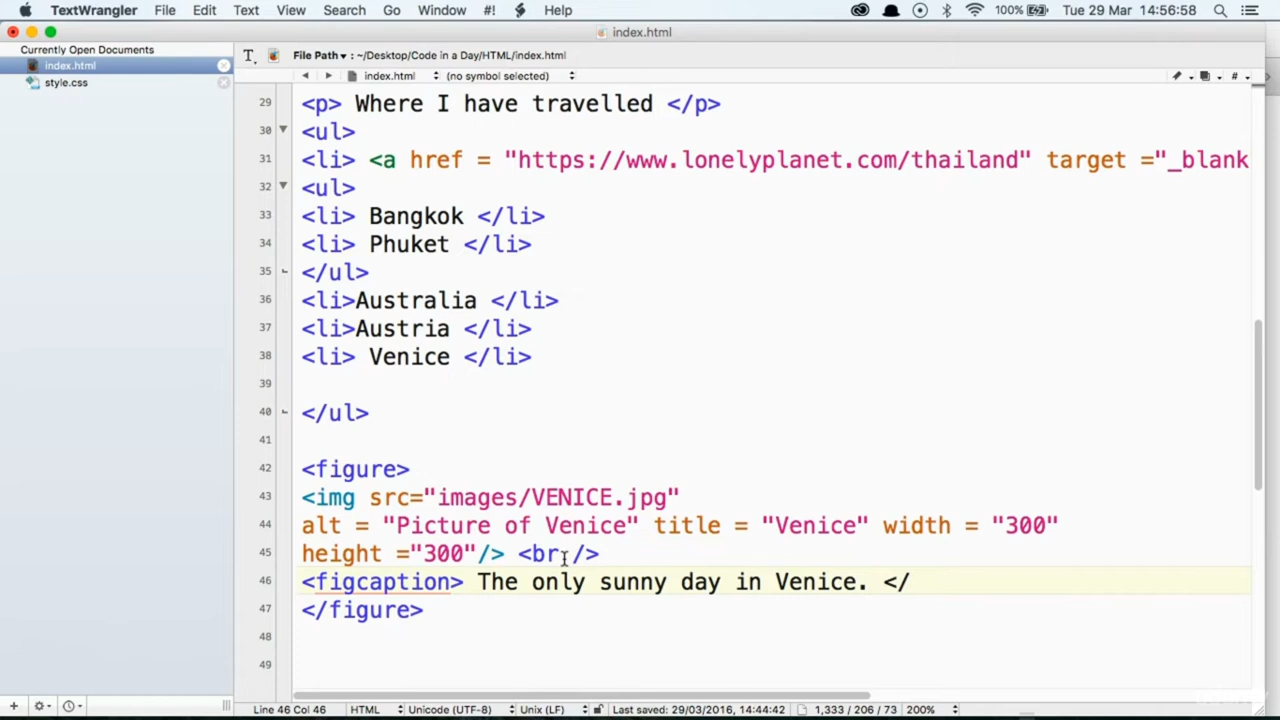 TextWrangler File Edit Text View Search Go Window #! Help 100% Tue 29 Mar 14:56:58
index.html
Currently Open Documents
index.html
style.css
File Path : ~/Desktop/Code in a Day/HTML/index.html
index.html (no symbol selected)
29 <p> Where I have travelled </p>
30 <ul>
31 <li> <a href = "https://www.lonelyplanet.com/thailand" target ="_blank
32 <ul>
33 <li> Bangkok </li>
34 <li> Phuket </li>
35 </ul>
36 <li>Australia </li>
37 <li>Austria </li>
38 <li> Venice </li>
39
40 </ul>
41
42 <figure>
43 <img src="images/VENICE.jpg"
44 alt = "Picture of Venice" title = "Venice" width = "300"
45 height ="300"/> <br />
46 <figcaption> The only sunny day in Venice. </
47 </figure>
48
49
Line 46 Col 46 HTML Unicode (UTF-8) Unix (LF) Last saved: 29/03/2016, 14:44:42 1,333 / 206 / 73 200%